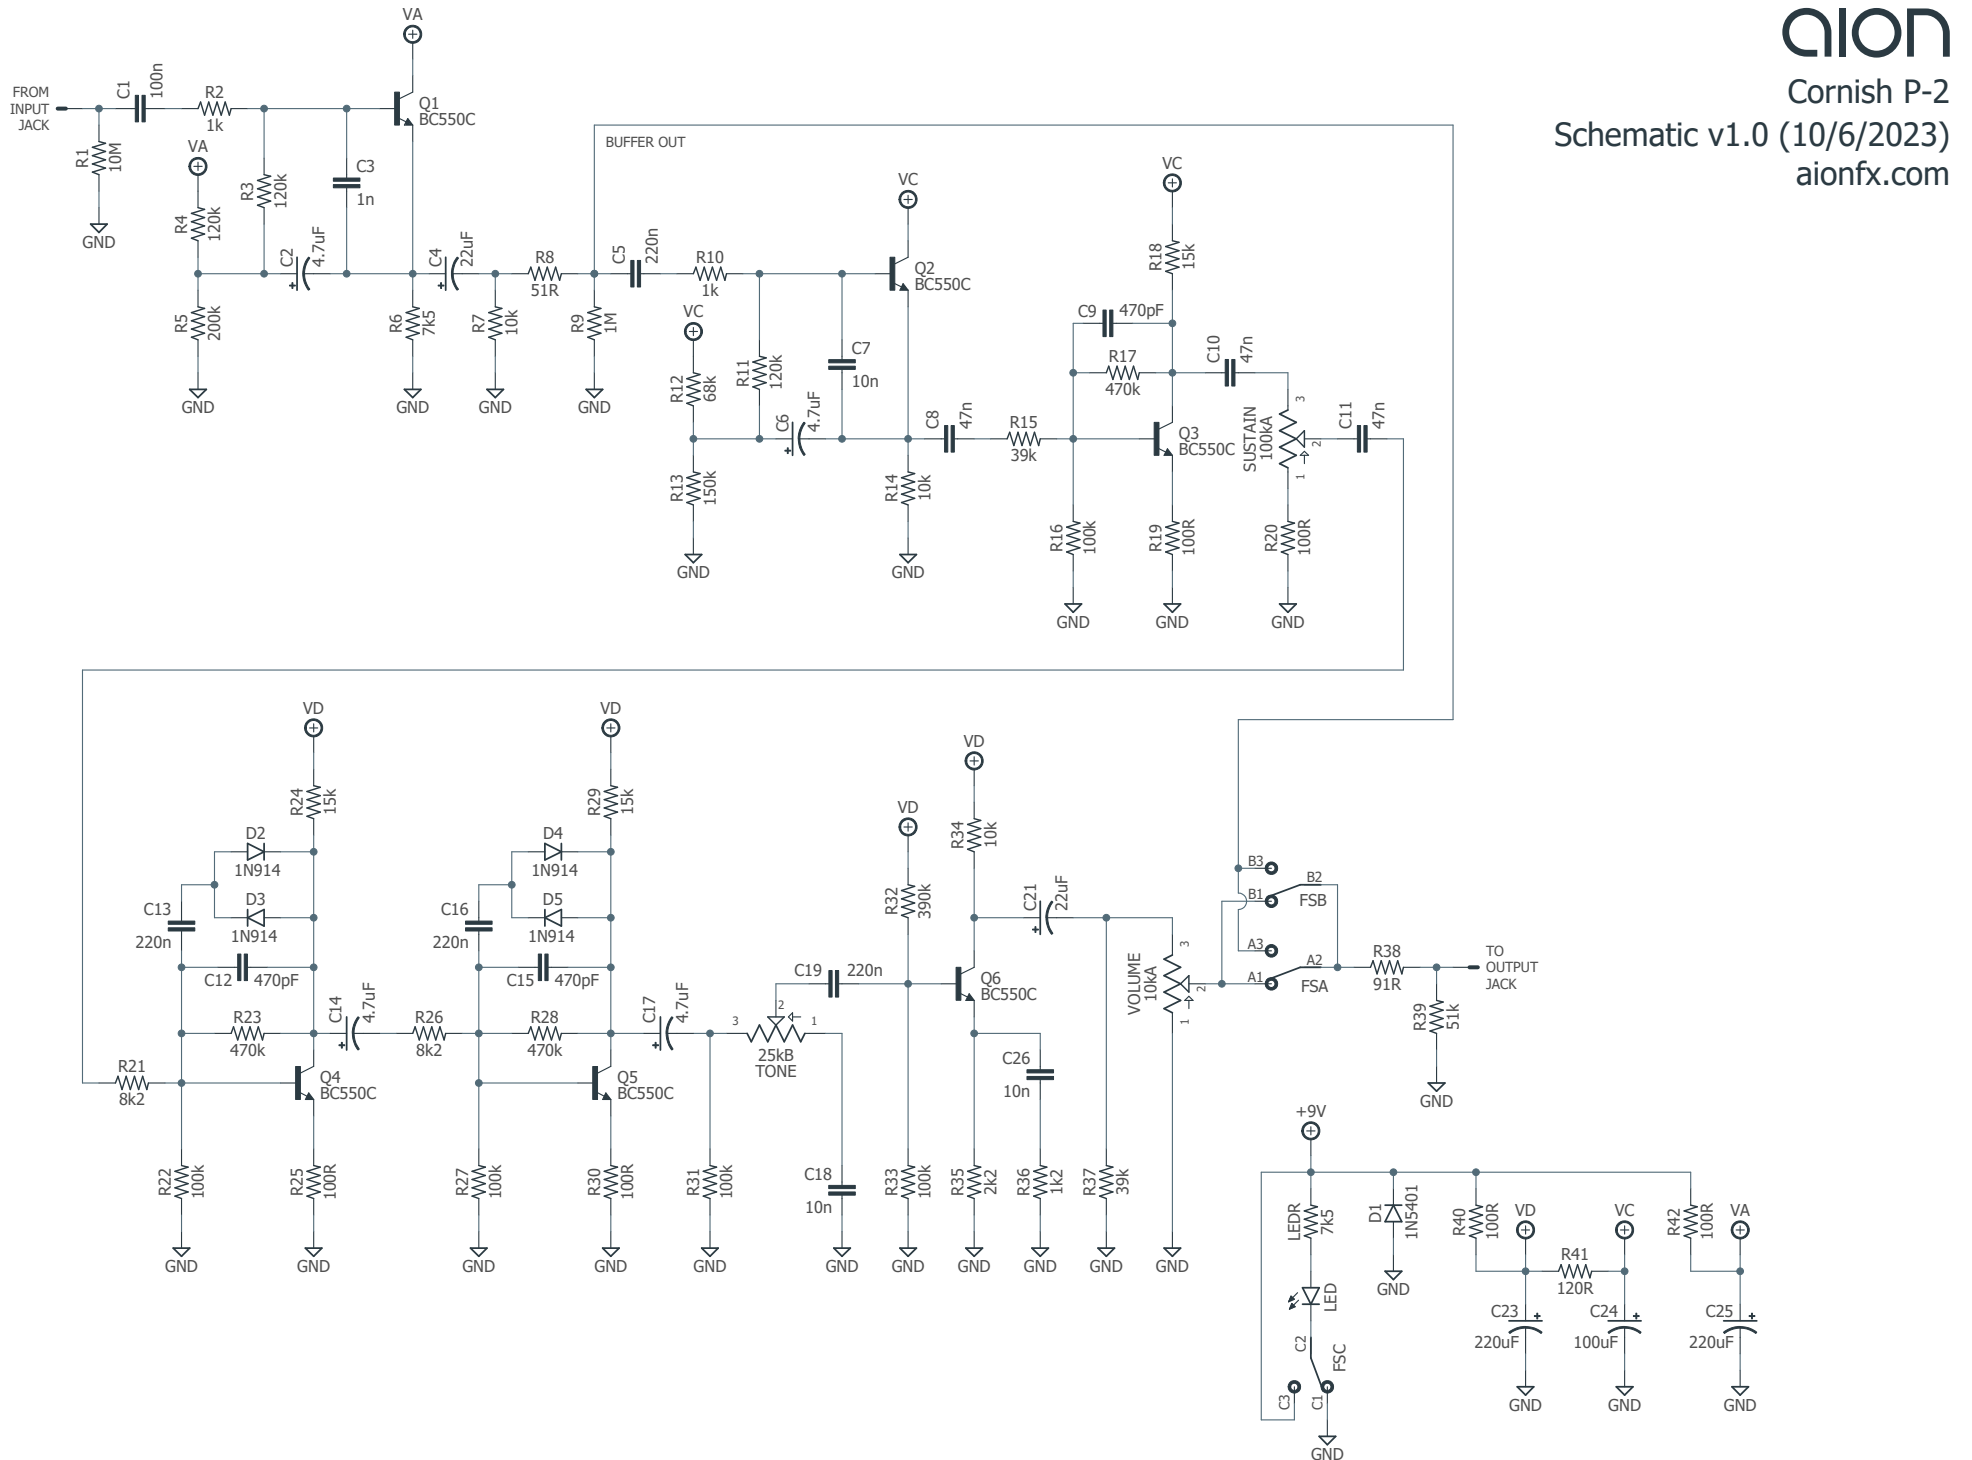 aion
Cornish P-2
Schematic v1.0 (10/6/2023)
aionfx.com
FROM
INPUT
JACK
R1
10M
GND
C1
100n
R2
1k
VA
R4
120k
R5
200k
GND
R3
120k
C2
4.7uF
C3
1n
VA
Q1
BC550C
R6
7k5
GND
C4
22uF
R7
10k
GND
R8
51R
R9
1M
GND
BUFFER OUT
C5
220n
R10
1k
VC
R12
68k
R13
150k
GND
R11
120k
C6
4.7uF
C7
10n
VC
Q2
BC550C
R14
10k
GND
C8
47n
R15
39k
R16
100k
GND
C9
470pF
R17
470k
VC
R18
15k
Q3
BC550C
R19
100R
GND
C10
47n
SUSTAIN
100kA
3
2
1
R20
100R
GND
C11
47n
R21
8k2
R22
100k
GND
C13
220n
D2
1N914
D3
1N914
C12
470pF
R23
470k
VD
R24
15k
Q4
BC550C
R25
100R
GND
C14
4.7uF
R26
8k2
R27
100k
GND
C16
220n
D4
1N914
D5
1N914
C15
470pF
R28
470k
VD
R29
15k
Q5
BC550C
R30
100R
GND
C17
4.7uF
R31
100k
GND
3
2
1
25kB
TONE
C18
10n
GND
C19
220n
VD
R32
390k
R33
100k
GND
VD
R34
10k
Q6
BC550C
R35
2k2
GND
C26
10n
R36
1k2
GND
C21
22uF
R37
39k
GND
VOLUME
10kA
3
2
1
GND
B3
B1
B2
FSB
A3
A1
A2
FSA
R38
91R
R39
51k
GND
TO
OUTPUT
JACK
+9V
LEDR
7k5
LED
C2
FSC
C3
C1
GND
D1
1N5401
GND
R40
100R
VD
R41
120R
VC
R42
100R
VA
C23
220uF
GND
C24
100uF
GND
C25
220uF
GND